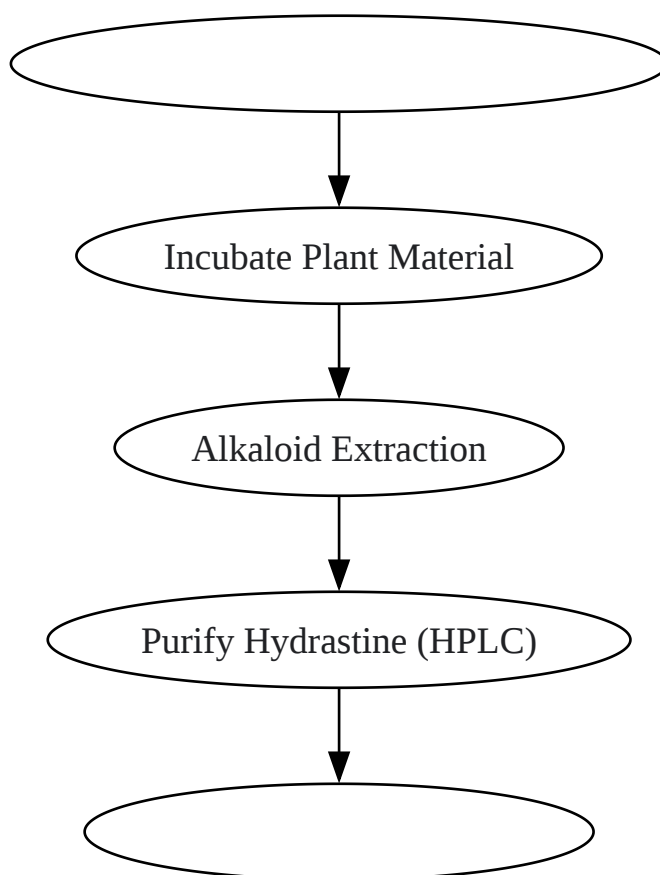 Incubate Plant Material
Alkaloid Extraction
Purify Hydrastine (HPLC)